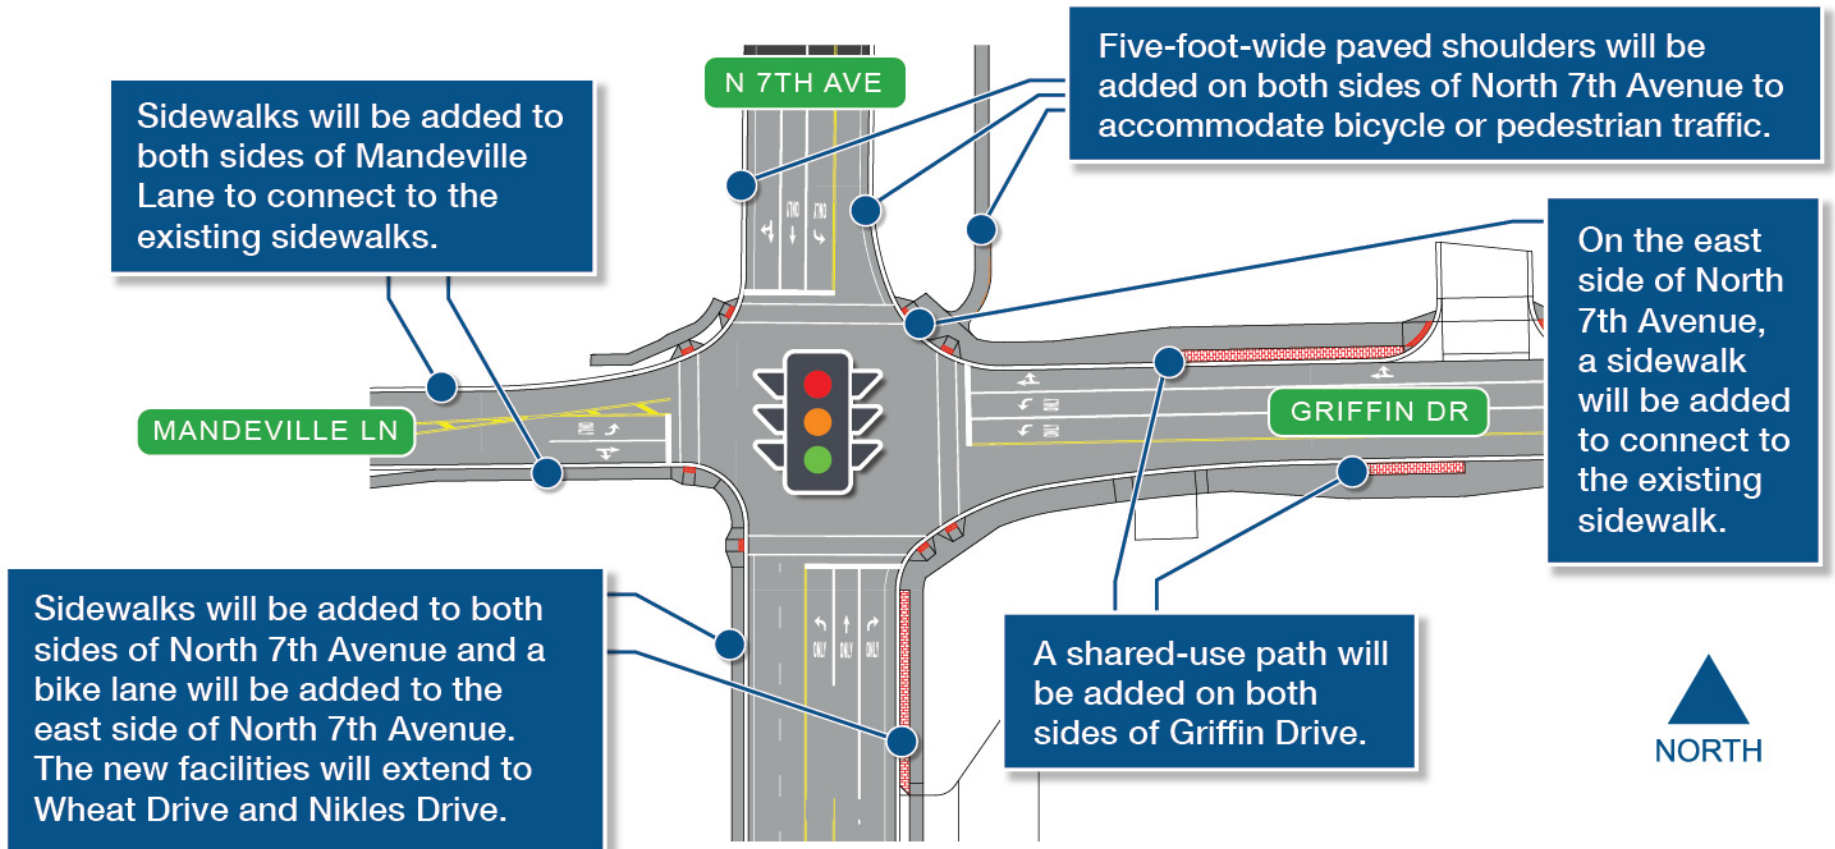 N 7TH AVE
Five-foot-wide paved shoulders will be
added on both sides of North 7th Avenue to
accommodate bicycle or pedestrian traffic.
Sidewalks will be added to
both sides of Mandeville
Lane to connect to the
existing sidewalks.
On the east
side of North
7th Avenue,
a sidewalk
will be added
to connect to
the existing
sidewalk.
ONLY
ONLY
MANDEVILLE LN
ONLY
ONLY
ONLY
GRIFFIN DR
Sidewalks will be added to both
sides of North 7th Avenue and a
bike lane will be added to the
east side of North 7th Avenue.
The new facilities will extend to
Wheat Drive and Nikles Drive.
ONLY
ONLY
ONLY
A shared-use path will
be added on both
sides of Griffin Drive.
NORTH